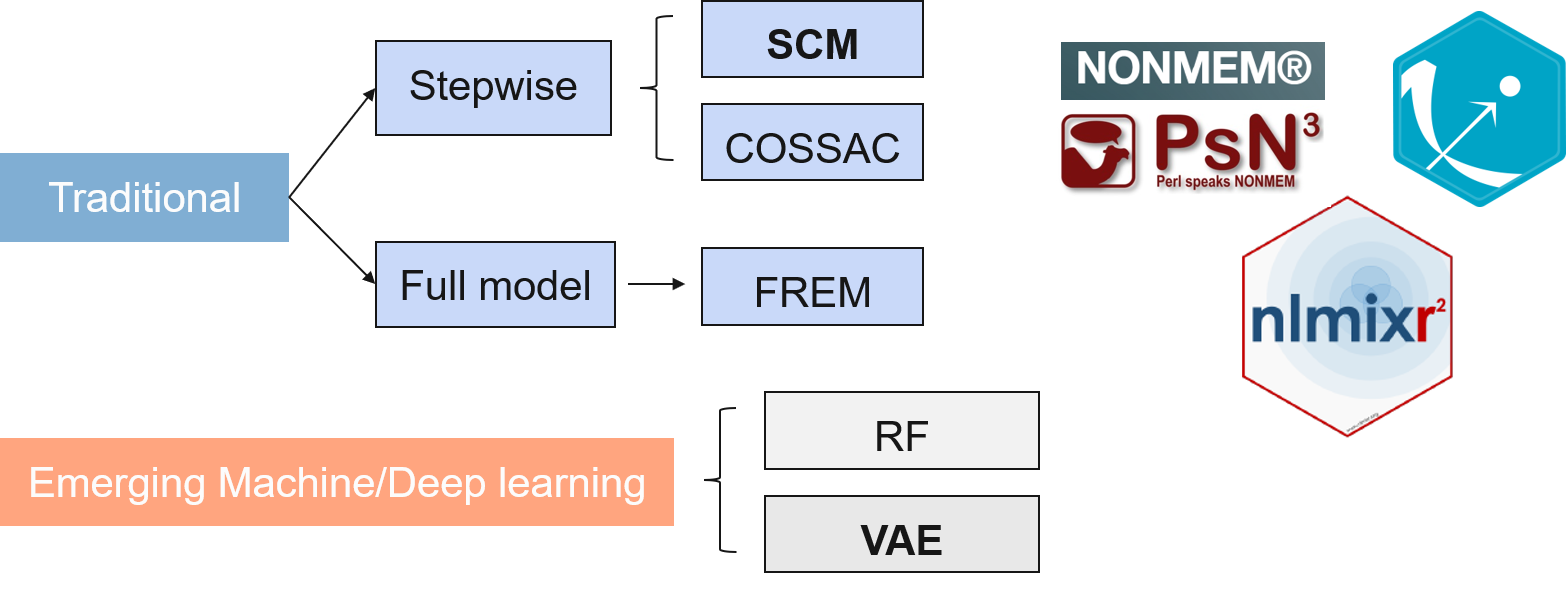 Traditional
Stepwise
SCM
COSSAC
Full model
FREM
Emerging Machine/Deep learning
RF
VAE
NONMEM®
PsN³
Perl speaks NONMEM
nlmixr²